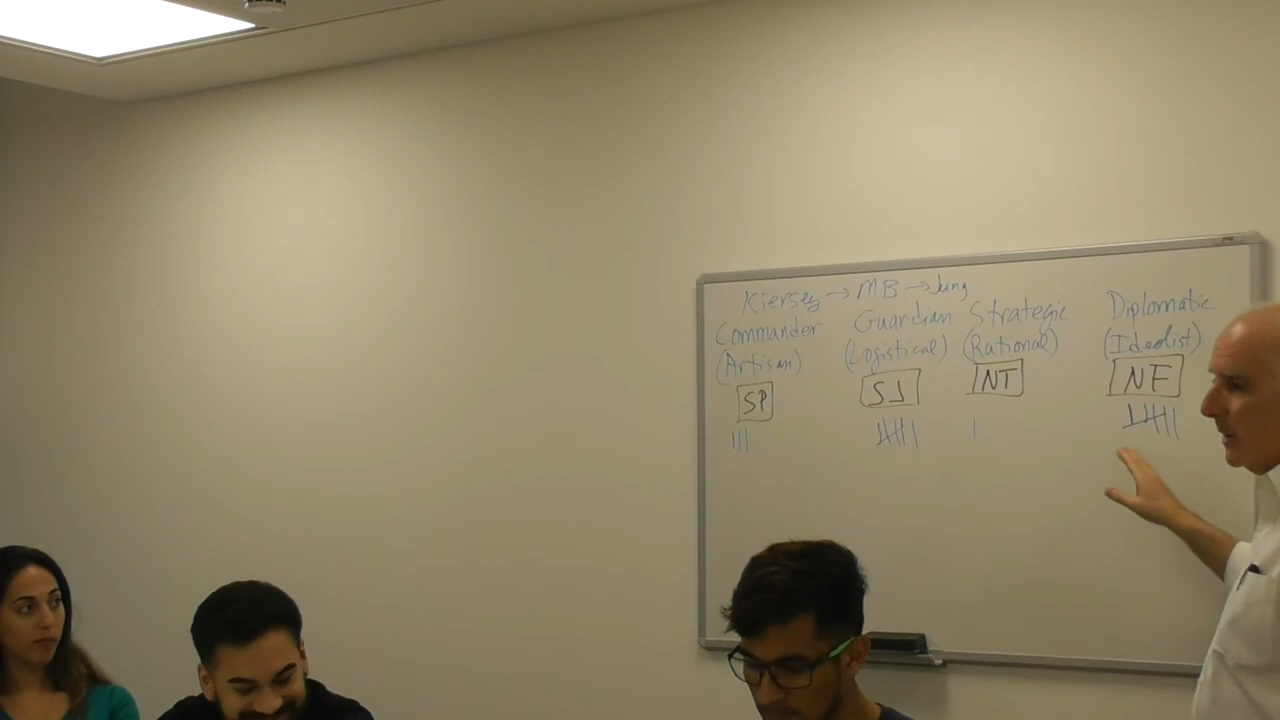 Kiersey → MB → Jung
Commander Guardian Strategic Diplomatic
(Artisan) (Logistical) (Rational) (Idealist)
SP SJ NT NF